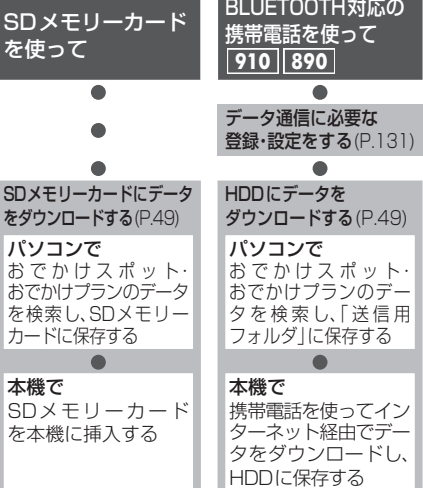 SDメモリーカード
を使って
BLUETOOTH対応の
携帯電話を使って
910 890
データ通信に必要な
登録・設定をする(P.131)
SDメモリーカードにデータ
をダウンロードする(P.49)
パソコンで
おでかけスポット・
おでかけプランのデータ
を検索し、SDメモリー
カードに保存する
本機で
SDメモリーカード
を本機に挿入する
HDDにデータを
ダウンロードする(P.49)
パソコンで
おでかけスポット・
おでかけプランのデー
タを検索し、「送信用
フォルダ」に保存する
本機で
携帯電話を使ってイン
ターネット経由でデー
タをダウンロードし、
HDDに保存する